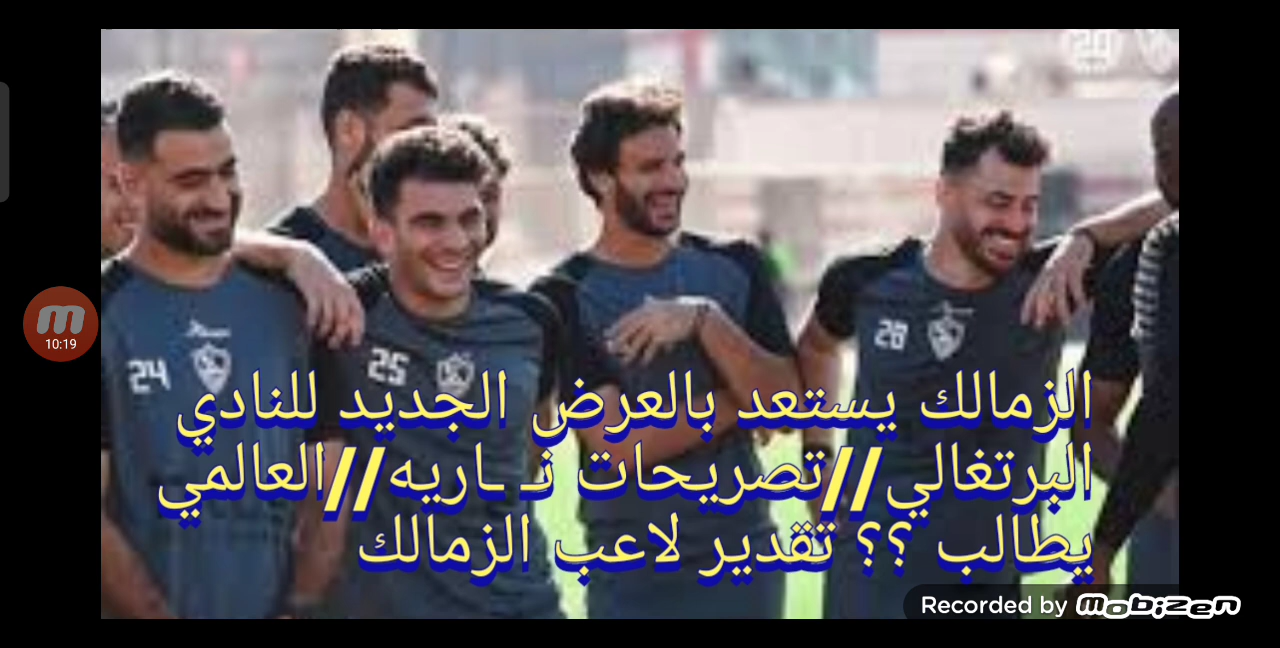 29
24
25
28
الزمالك يستعد بالعرض الجديد للنادي
البرتغالي//تصريحات نـ ـاريه//العالمي
يطالب ؟؟ تقدير لاعب الزمالك
10:19
Recorded by Mobizen